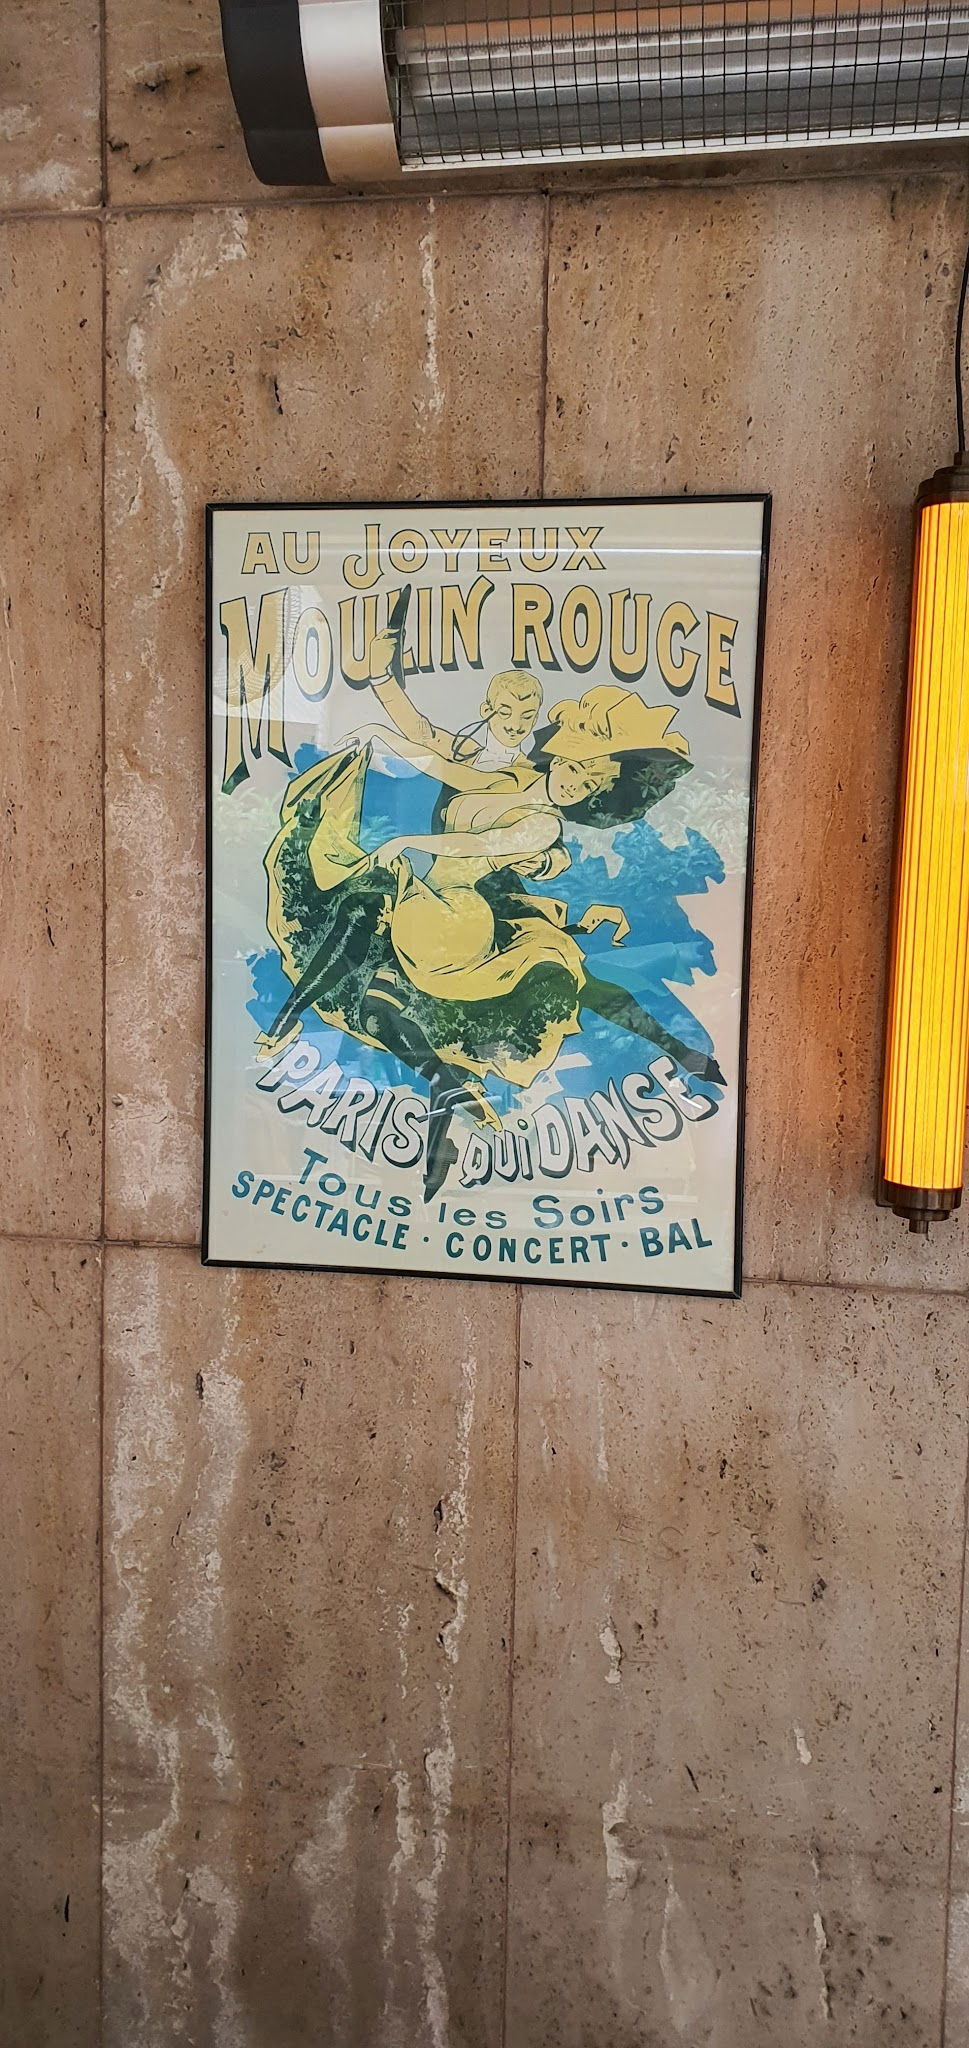 AU JOYEUX
MOULIN ROUGE
PARIS QUi DANSE
Tous les Soirs
SPECTACLE · CONCERT · BAL